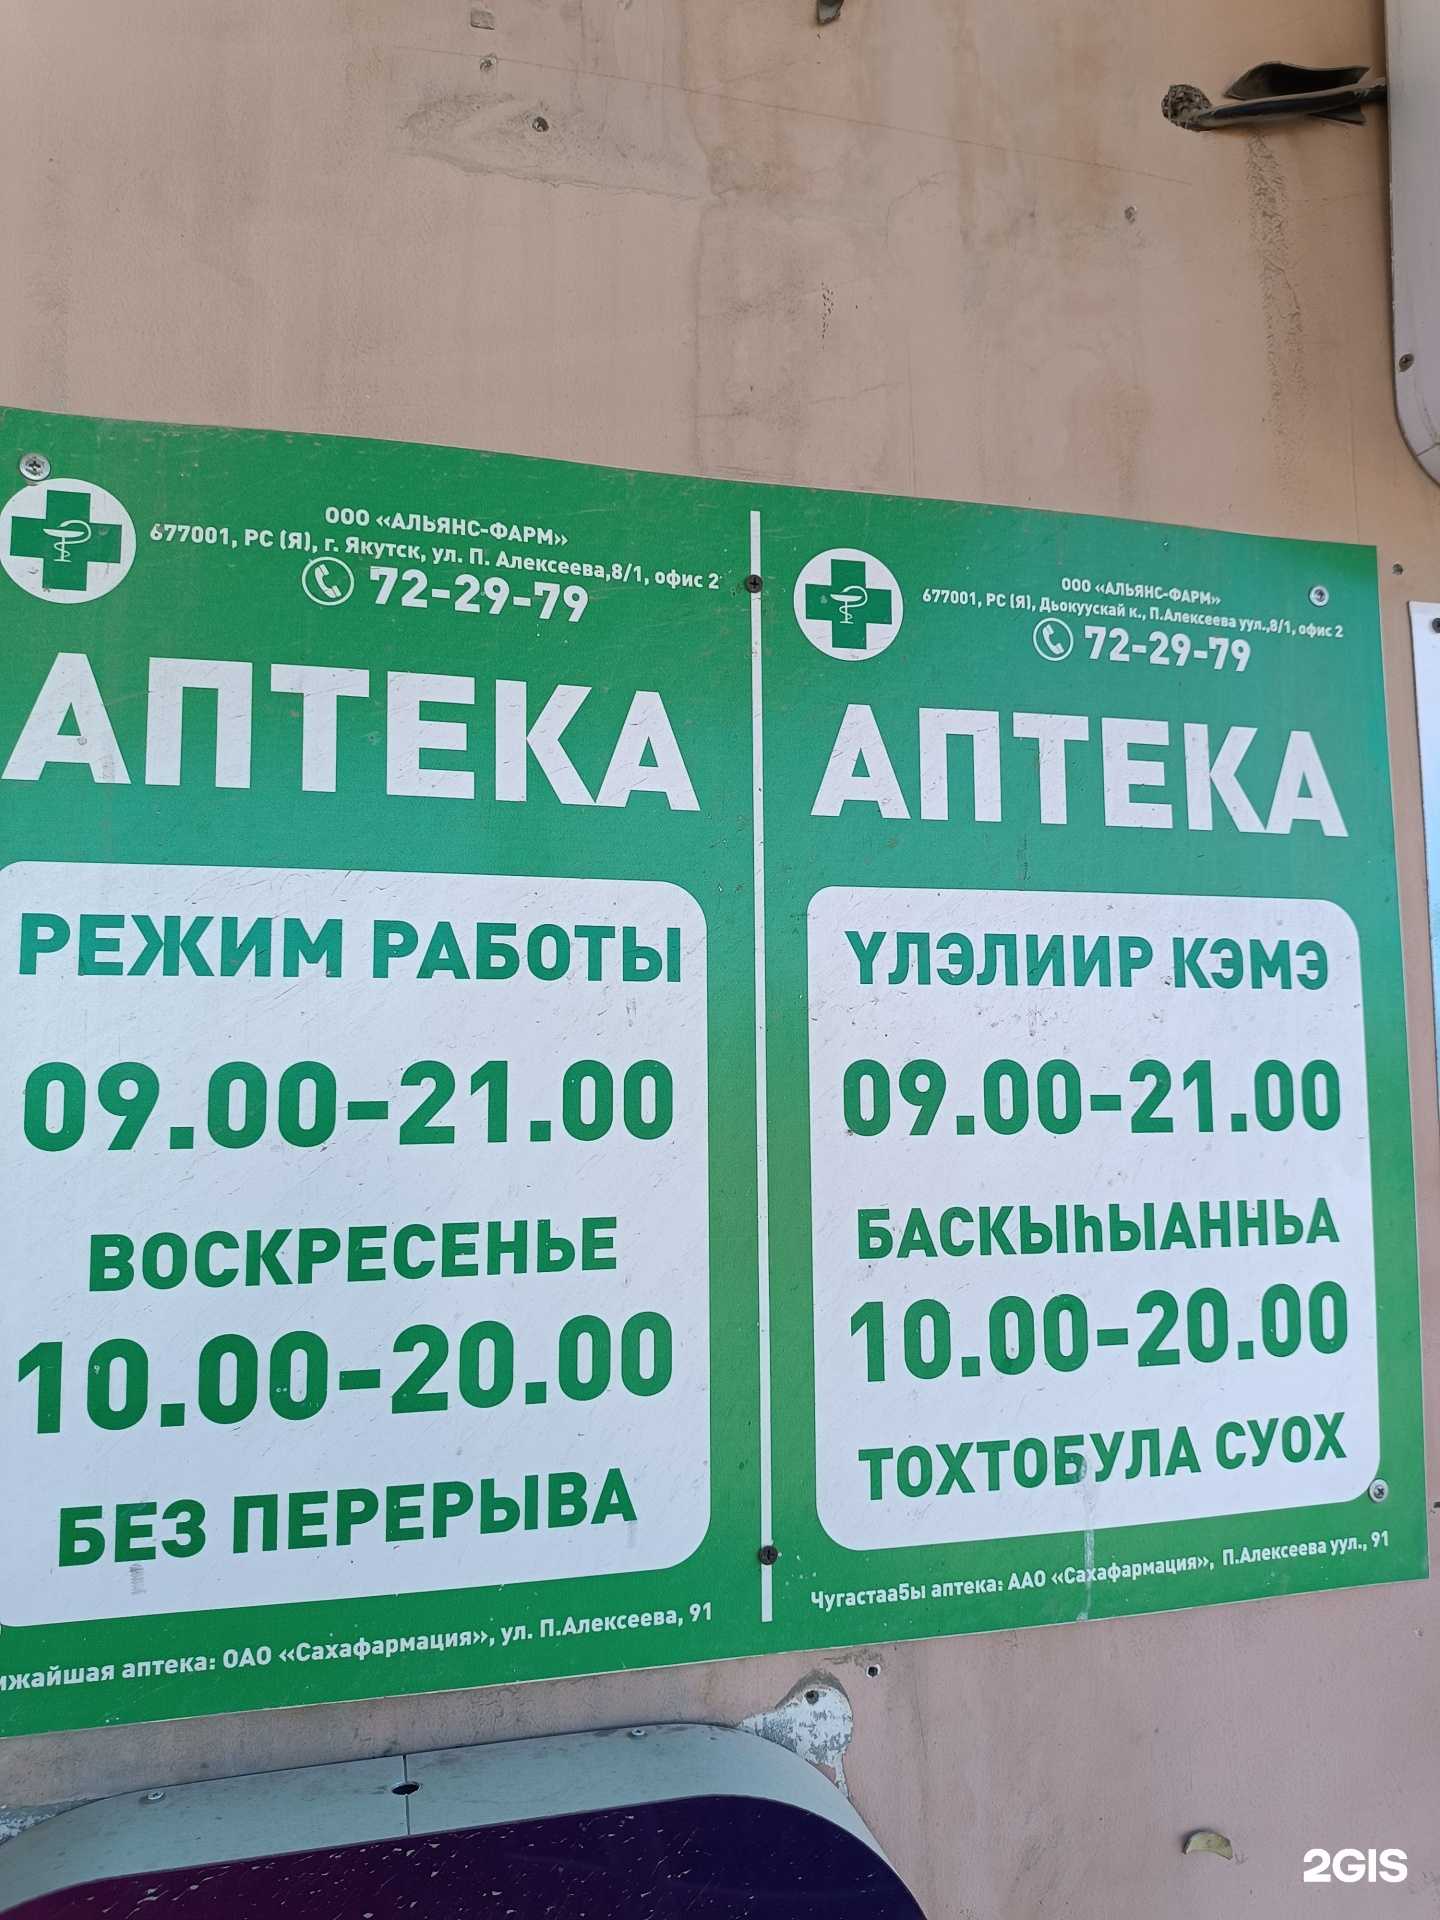 ООО «АЛЬЯНС-ФАРМ»
677001, РС (Я), г. Якутск, ул. П. Алексеева,8/1, офис 2
72-29-79
АПТЕКА
РЕЖИМ РАБОТЫ
09.00-21.00
ВОСКРЕСЕНЬЕ
10.00-20.00
БЕЗ ПЕРЕРЫВА
ижайшая аптека: ОАО «Сахафармация», ул. П.Алексеева, 91
ООО «АЛЬЯНС-ФАРМ»
677001, РС (Я), Дьокуускай к., П.Алексеева уул.,8/1, офис 2
72-29-79
АПТЕКА
ҮЛЭЛИИР КЭМЭ
09.00-21.00
БАСКЫһЫАННЬА
10.00-20.00
ТОХТОБУЛА СУОХ
Чугастаа5ы аптека: ААО «Сахафармация», П.Алексеева уул., 91
2GIS